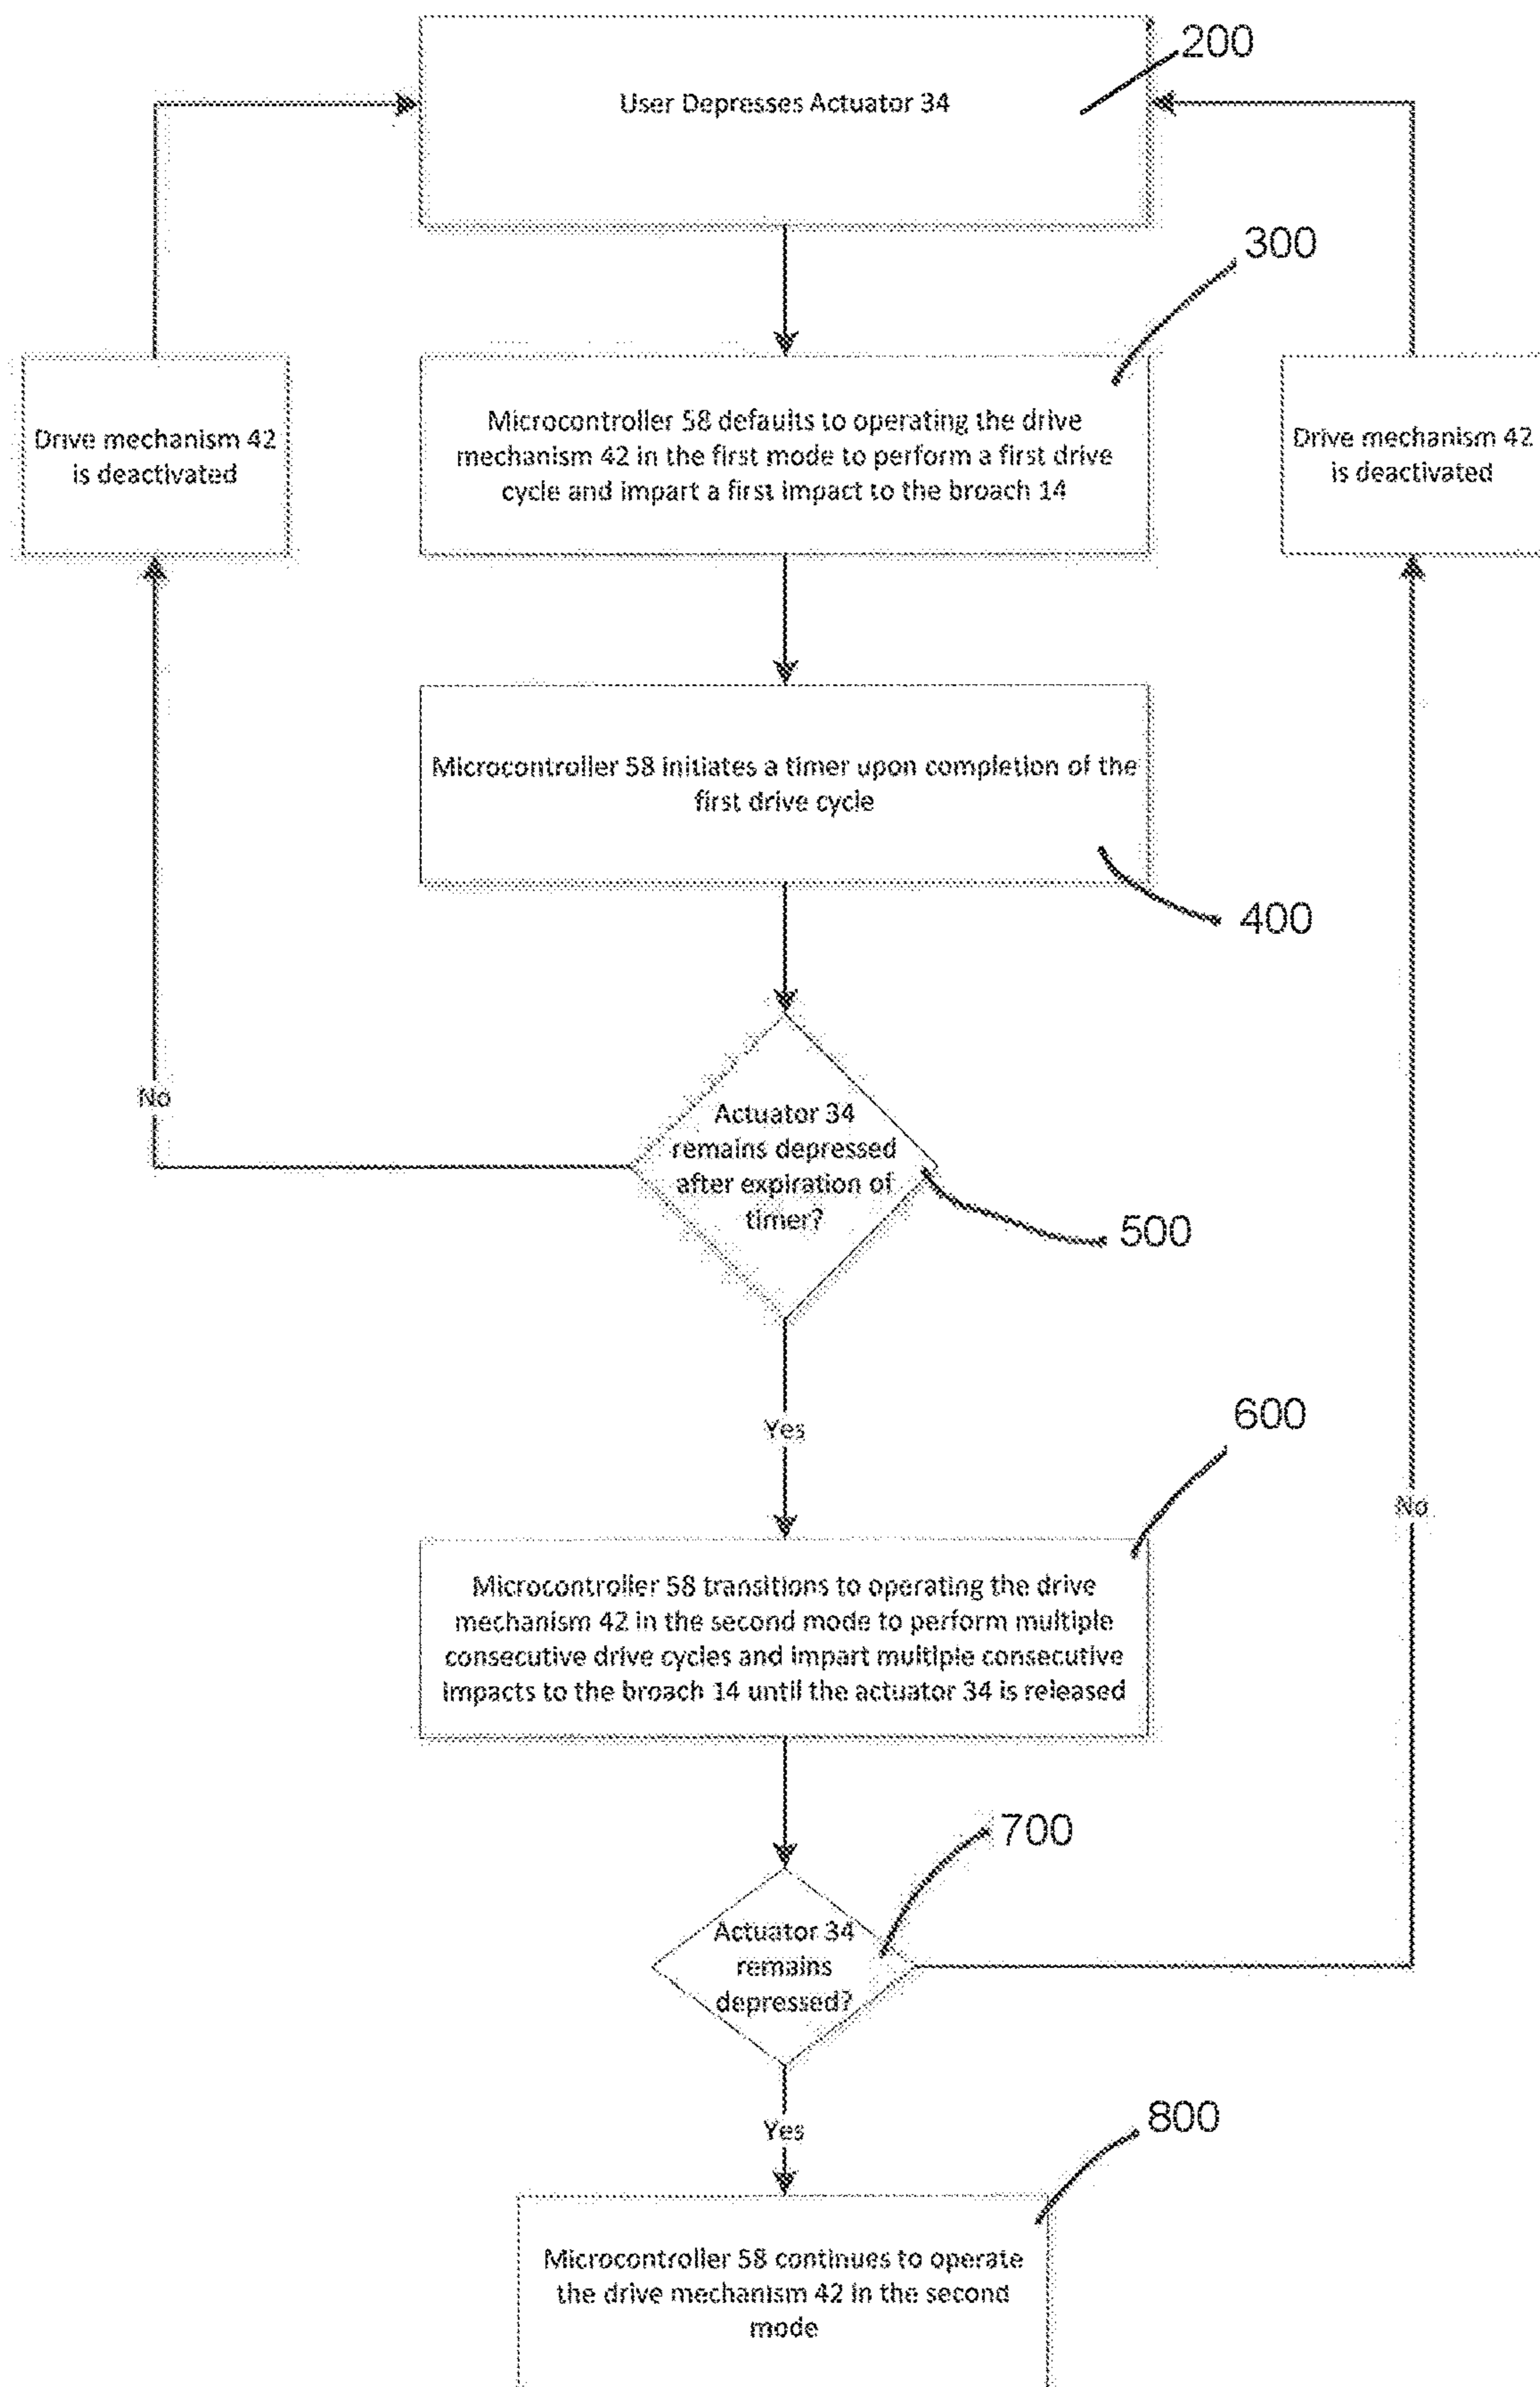 200
User Depresses Actuator 34
300
Microcontroller 58 defaults to operating the drive
mechanism 42 in the first mode to perform a first drive
cycle and impart a first impact to the broach 14
Drive mechanism 42
is deactivated
Drive mechanism 42
is deactivated
Microcontroller 58 initiates a timer upon completion of the
first drive cycle
400
No
Actuator 34
remains depressed
after expiration of
timer?
500
Yes
600
No
Microcontroller 58 transitions to operating the drive
mechanism 42 in the second mode to perform multiple
consecutive drive cycles and impart multiple consecutive
impacts to the broach 14 until the actuator 34 is released
700
Actuator 34
remains
depressed?
Yes
800
Microcontroller 58 continues to operate
the drive mechanism 42 in the second
mode